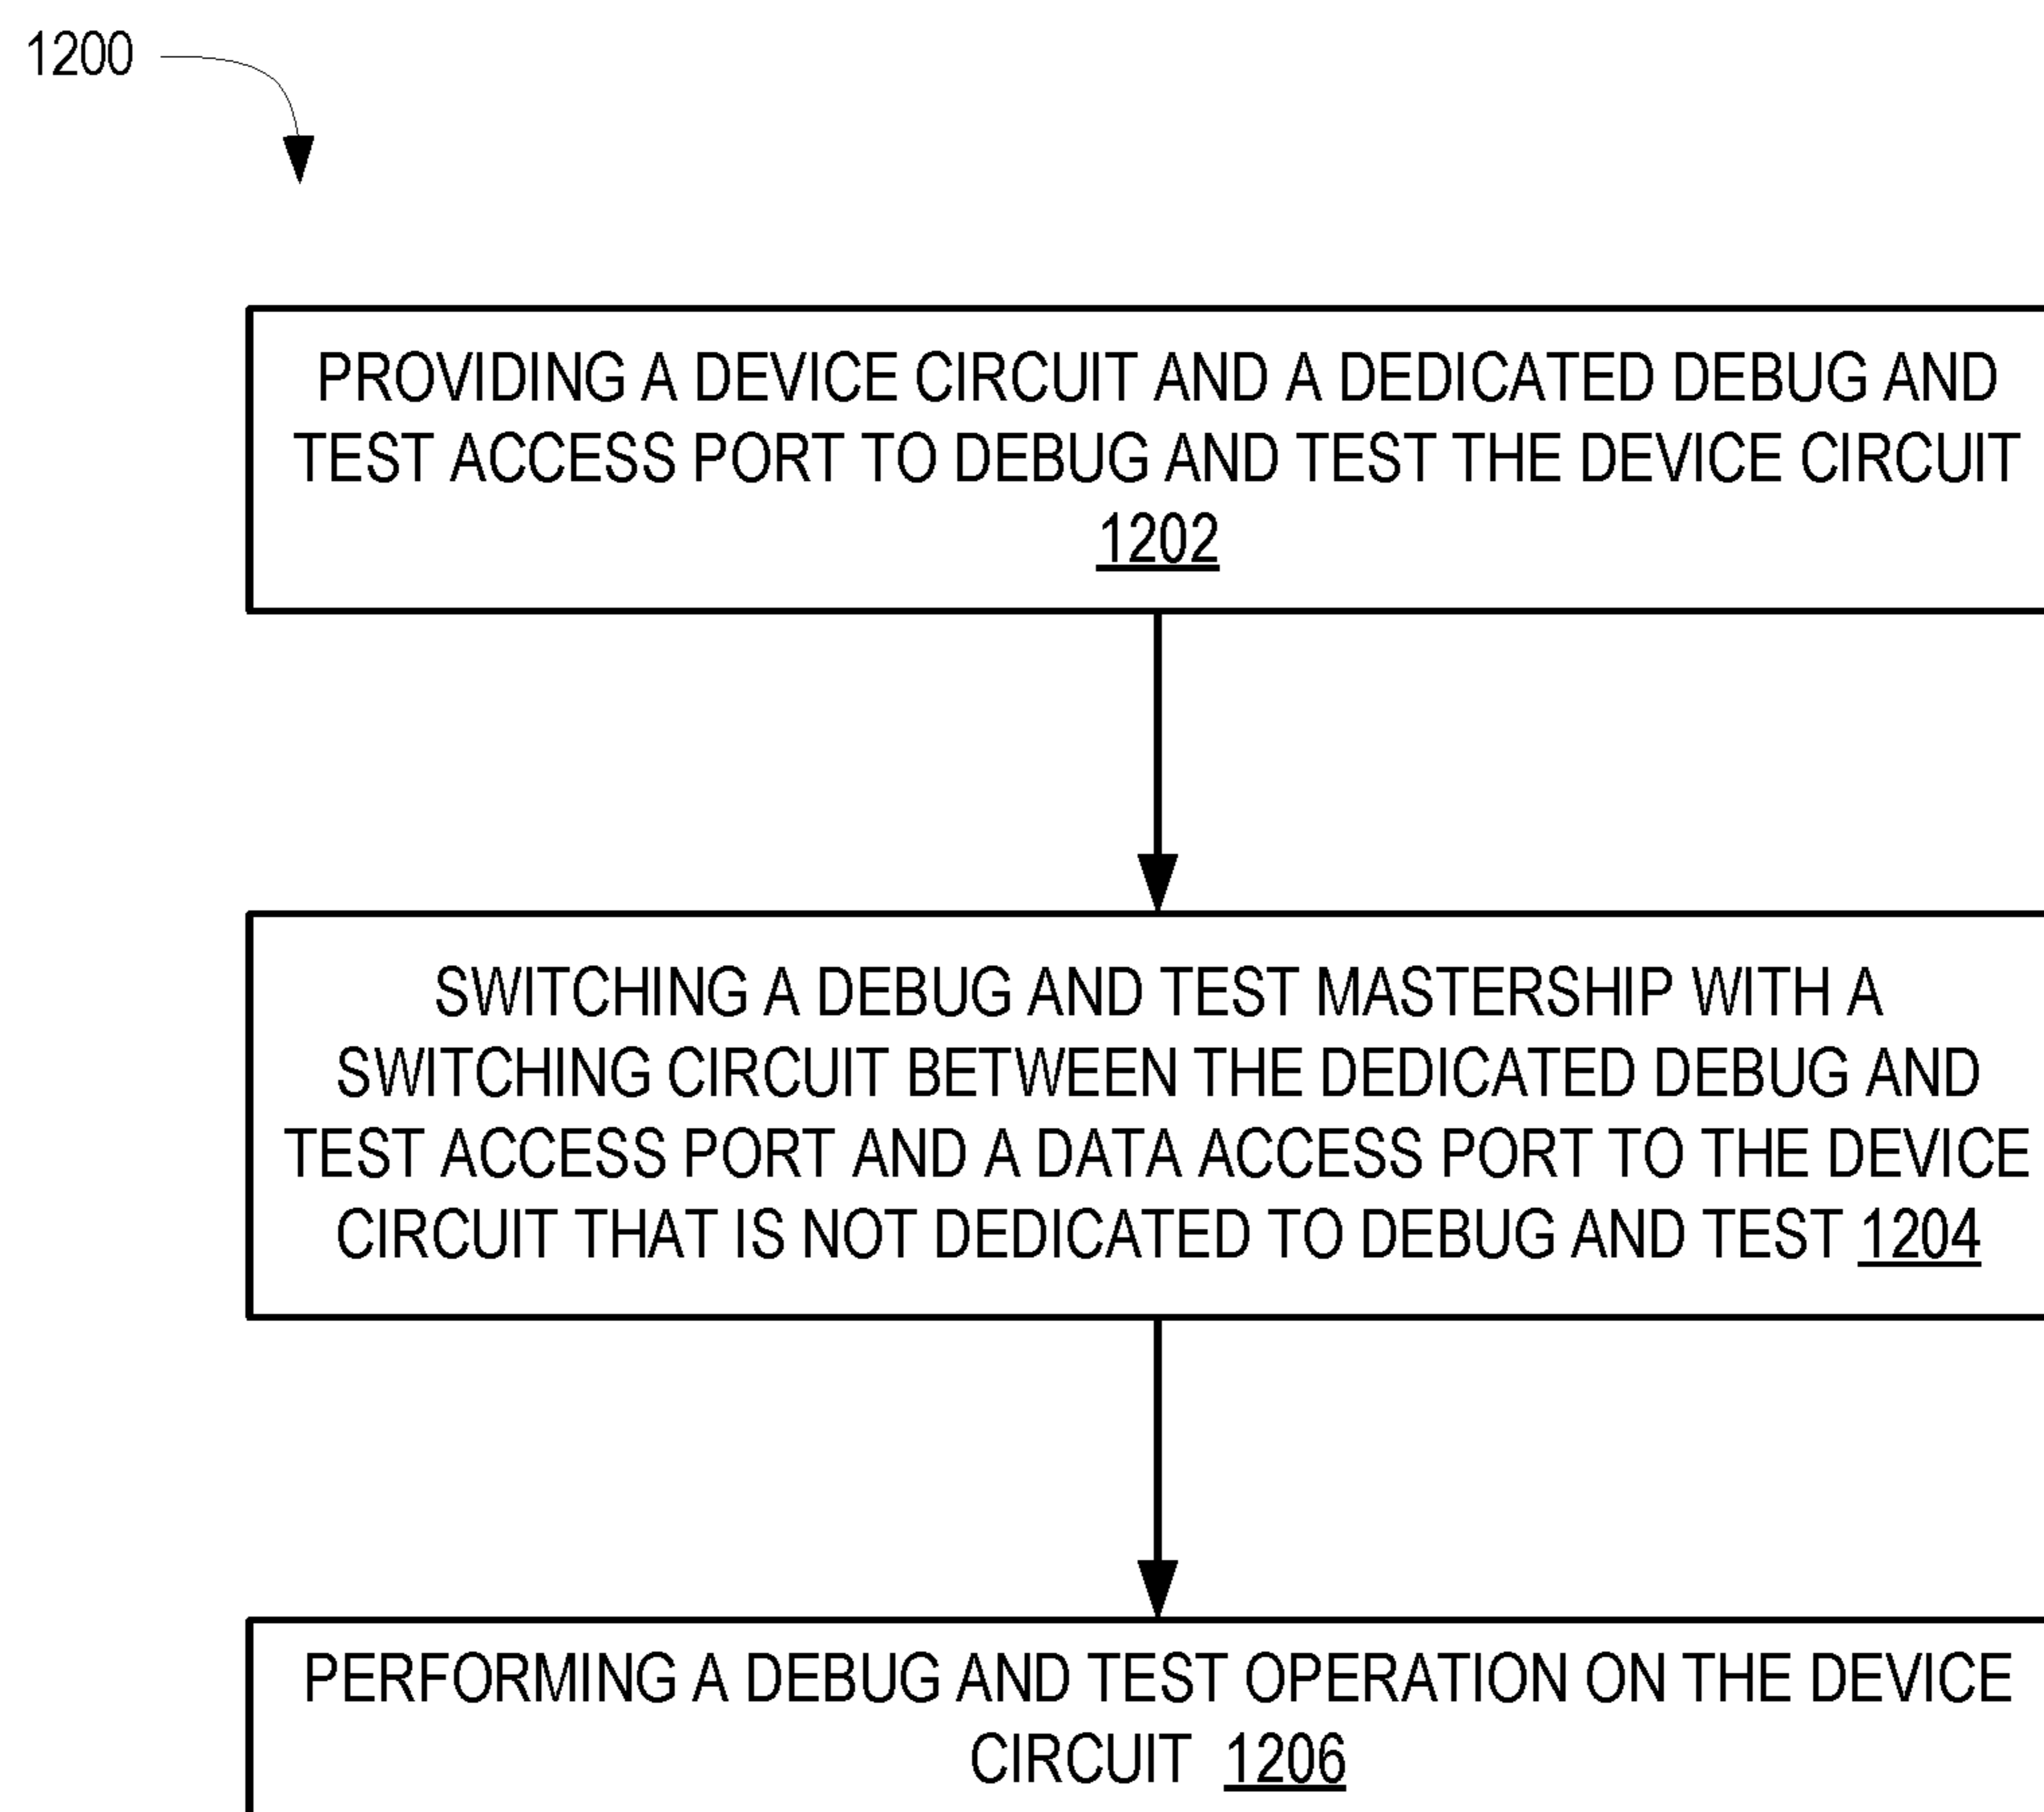 1200
PROVIDING A DEVICE CIRCUIT AND A DEDICATED DEBUG AND
TEST ACCESS PORT TO DEBUG AND TEST THE DEVICE CIRCUIT
1202
SWITCHING A DEBUG AND TEST MASTERSHIP WITH A
SWITCHING CIRCUIT BETWEEN THE DEDICATED DEBUG AND
TEST ACCESS PORT AND A DATA ACCESS PORT TO THE DEVICE
CIRCUIT THAT IS NOT DEDICATED TO DEBUG AND TEST 1204
PERFORMING A DEBUG AND TEST OPERATION ON THE DEVICE
CIRCUIT 1206